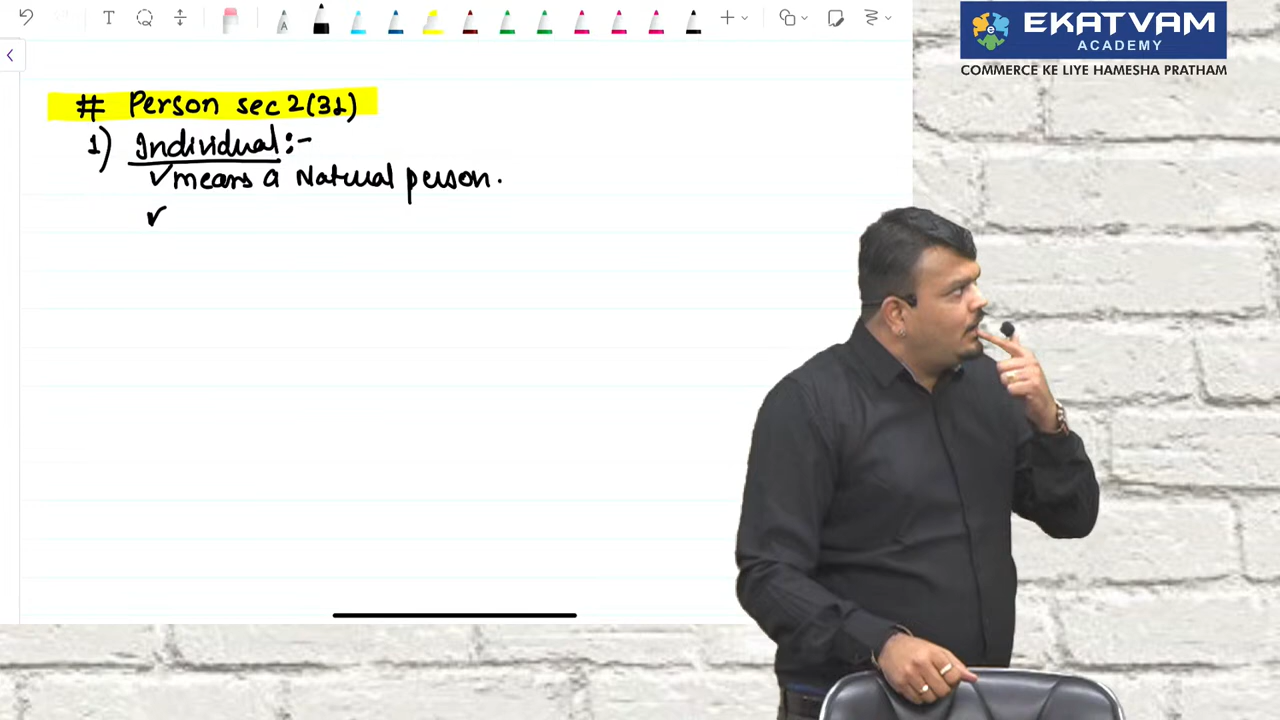 EKATVAM
ACADEMY
COMMERCE KE LIYE HAMESHA PRATHAM
# Person sec 2(31)
1) Individual :-
✓ means a Natural person.
✓